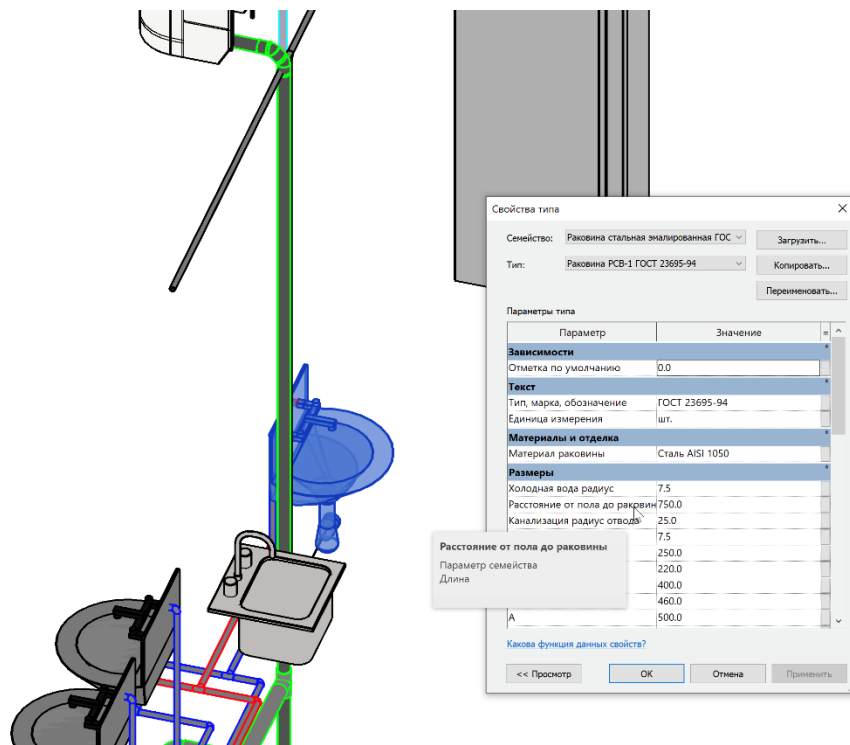 Свойства типа
Семейство: Раковина стальная эмалированная ГОС Загрузить...
Тип: Раковина РСВ-1 ГОСТ 23695-94 Копировать...
Переименовать...
Параметры типа
Параметр Значение =
Зависимости
Отметка по умолчанию 0.0
Текст
Тип, марка, обозначение ГОСТ 23695-94
Единица измерения шт.
Материалы и отделка
Материал раковины Сталь AISI 1050
Размеры
Холодная вода радиус 7.5
Расстояние от пола до раковин 750.0
Канализация радиус отвода 25.0
7.5
Расстояние от пола до раковины
250.0
Параметр семейства
220.0
Длина
400.0
460.0
A 500.0
Какова функция данных свойств?
<< Просмотр OK Отмена Применить